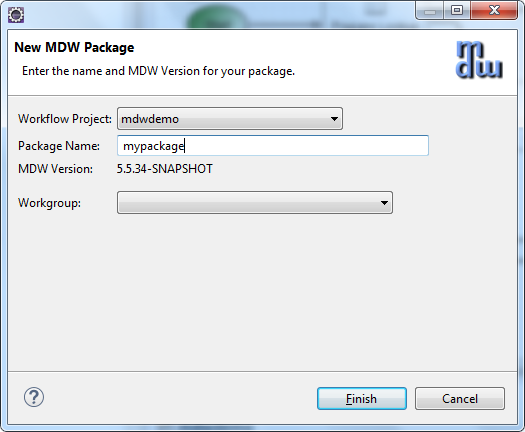 New MDW Package
Enter the name and MDW Version for your package.
mdw
Workflow Project: mdwdemo
Package Name: mypackage
MDW Version: 5.5.34-SNAPSHOT
Workgroup:
? Finish Cancel